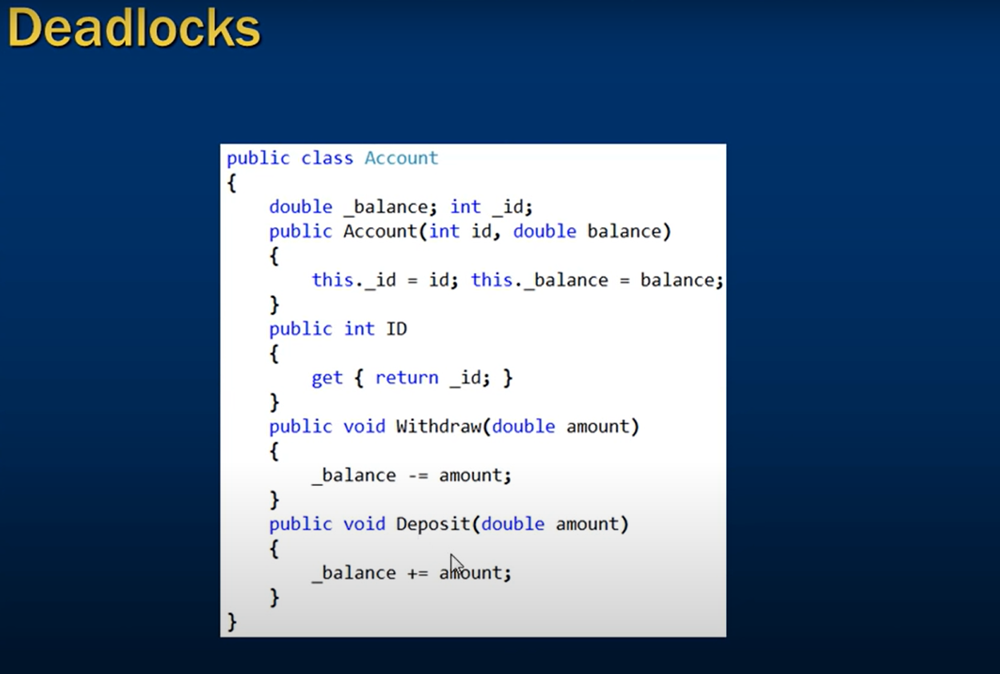 Deadlocks
public class Account
{
    double _balance; int _id;
    public Account(int id, double balance)
    {
        this._id = id; this._balance = balance;
    }
    public int ID
    {
        get { return _id; }
    }
    public void Withdraw(double amount)
    {
        _balance -= amount;
    }
    public void Deposit(double amount)
    {
        _balance += amount;
    }
}